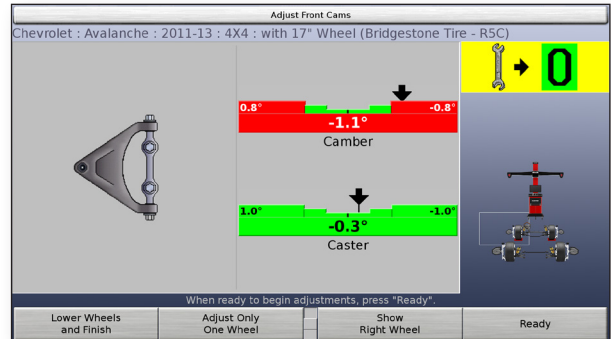 Adjust Front Cams
Chevrolet : Avalanche : 2011-13 : 4X4 : with 17" Wheel (Bridgestone Tire - R5C)
0
0.8° -0.8°
-1.1°
Camber
1.0° -1.0°
-0.3°
Caster
When ready to begin adjustments, press "Ready".
Lower Wheels
and Finish
Adjust Only
One Wheel
Show
Right Wheel
Ready